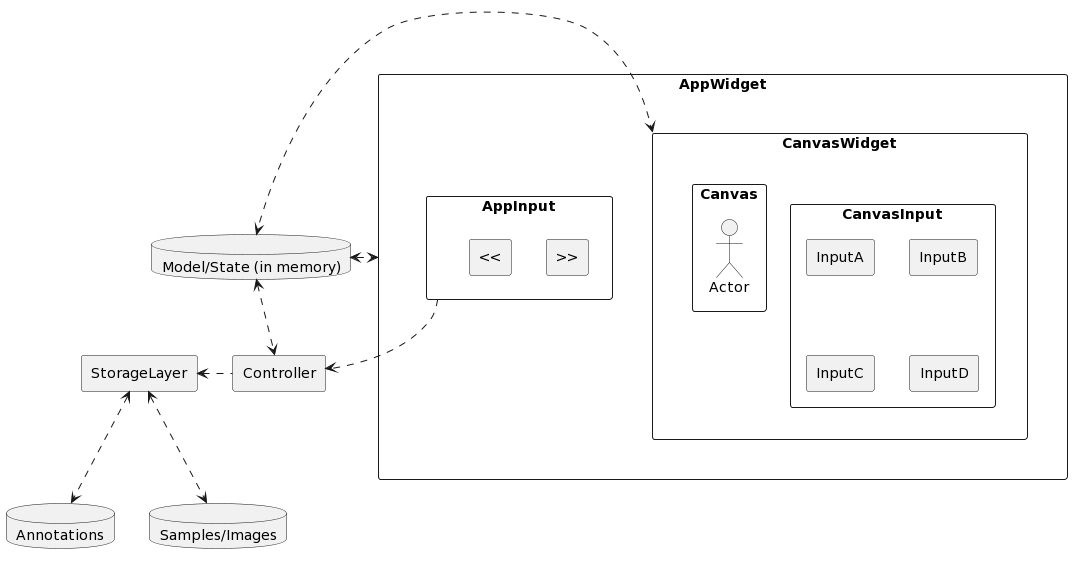 AppWidget
CanvasWidget
Canvas
AppInput
CanvasInput
<<
>>
InputA
InputB
Model/State (in memory)
Actor
StorageLayer
Controller
InputC
InputD
Annotations
Samples/Images